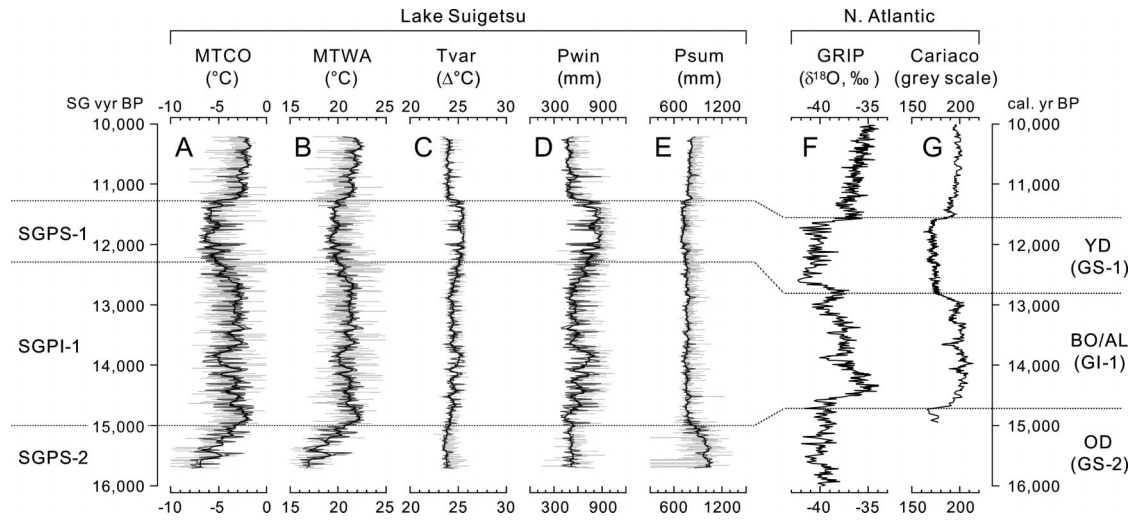 Lake Suigetsu N. Atlantic
MTCO MTWA Tvar Pwin Psum GRIP Cariaco
(°C) (°C) (Δ°C) (mm) (mm) (δ18O, ‰) (grey scale)
SG vyr BP -10 -5 0 15 20 25 20 25 30 300 600 900 600 1200 -40 -35 150 200 cal. yr BP
10,000 10,000
A B C D E F G
11,000 11,000
SGPS-1 12,000 12,000 YD
(GS-1)
13,000 13,000
SGPI-1 14,000 14,000 BO/AL
(GI-1)
15,000 15,000
SGPS-2 OD
(GS-2)
16,000 16,000
-10 -5 0 15 20 25 20 25 30 300 600 900 600 1200 -40 -35 150 200